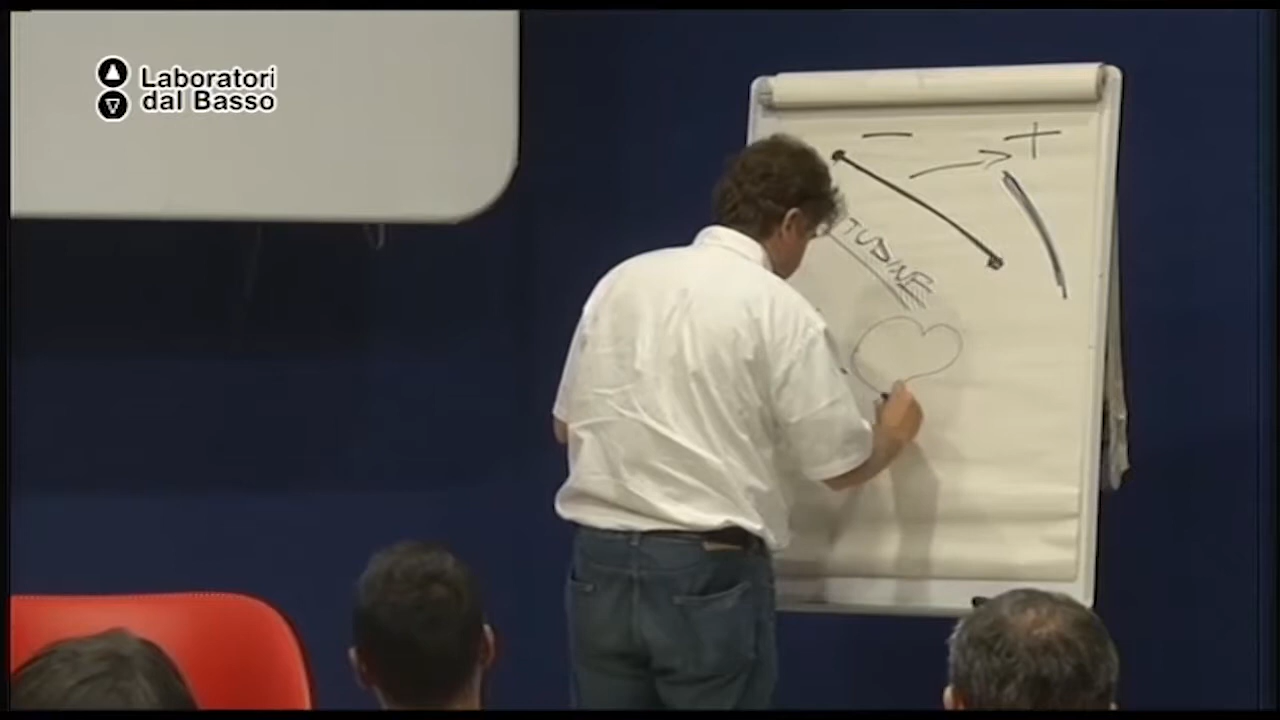 Laboratori
dal Basso
− +
TUDINE